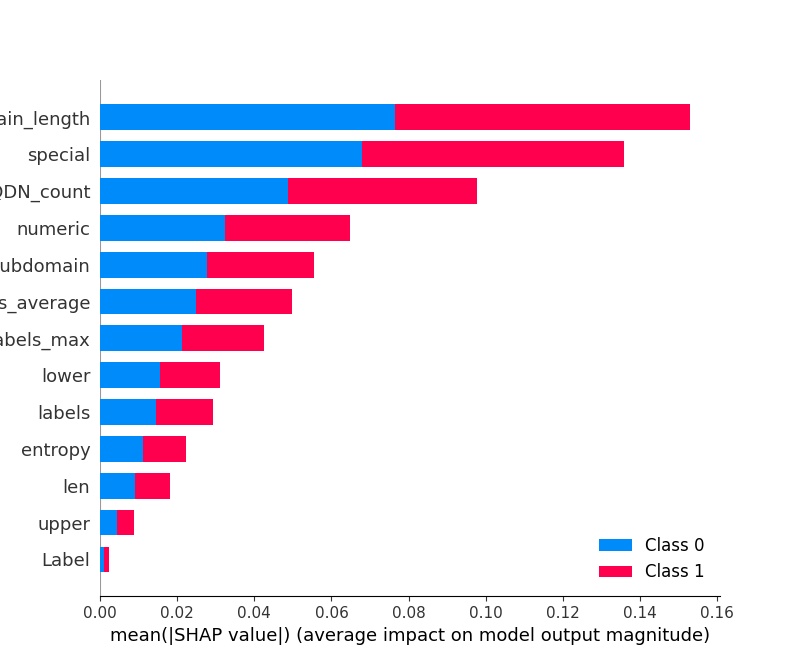 ain_length
special
QDN_count
numeric
ubdomain
s_average
abels_max
lower
labels
entropy
len
upper
Label
Class 0
Class 1
0.00 0.02 0.04 0.06 0.08 0.10 0.12 0.14 0.16
mean(|SHAP value|) (average impact on model output magnitude)